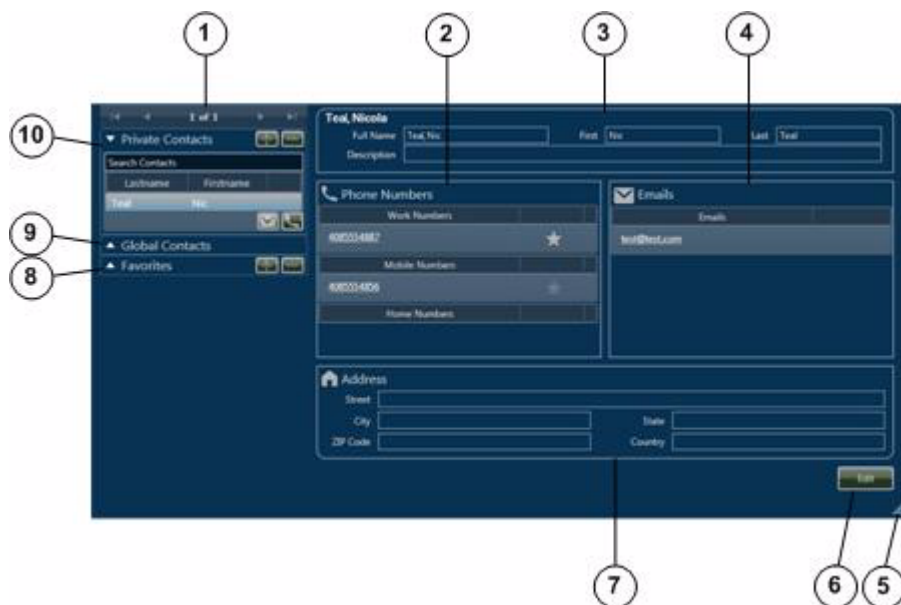 1 2 3 4
1 of 1
Teal, Nicola
Full Name Teal, Nic First Nic Last Teal
Description
10
Private Contacts
Search Contacts
Lastname Firstname
Teal Nic
Phone Numbers
Work Numbers
4085554882
Mobile Numbers
4085554856
Home Numbers
Emails
Emails
test@test.com
9
Global Contacts
8
Favorites
Address
Street
City State
ZIP Code Country
Edit
7 6 5